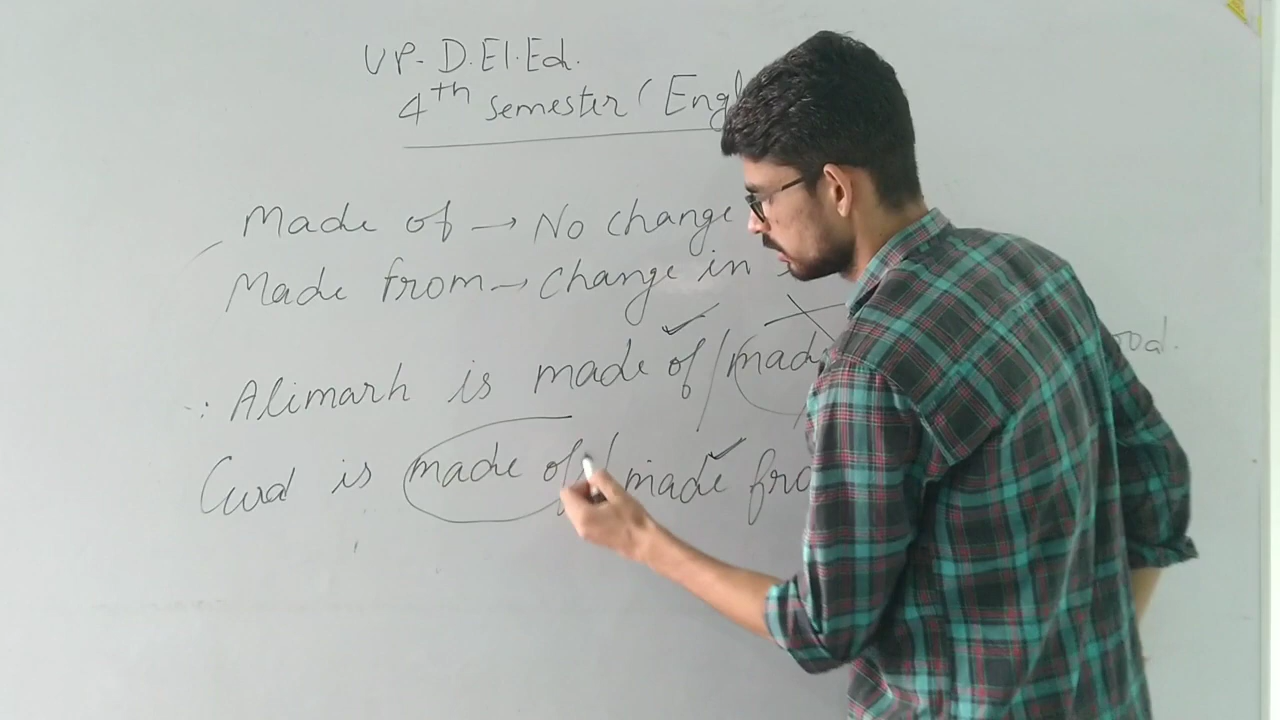 UP- D.El.Ed.
4th semester (Engl
Made of → No change
Made from → Change in
∴ Alimarh is made of / made ood.
Curd is made of / made fro